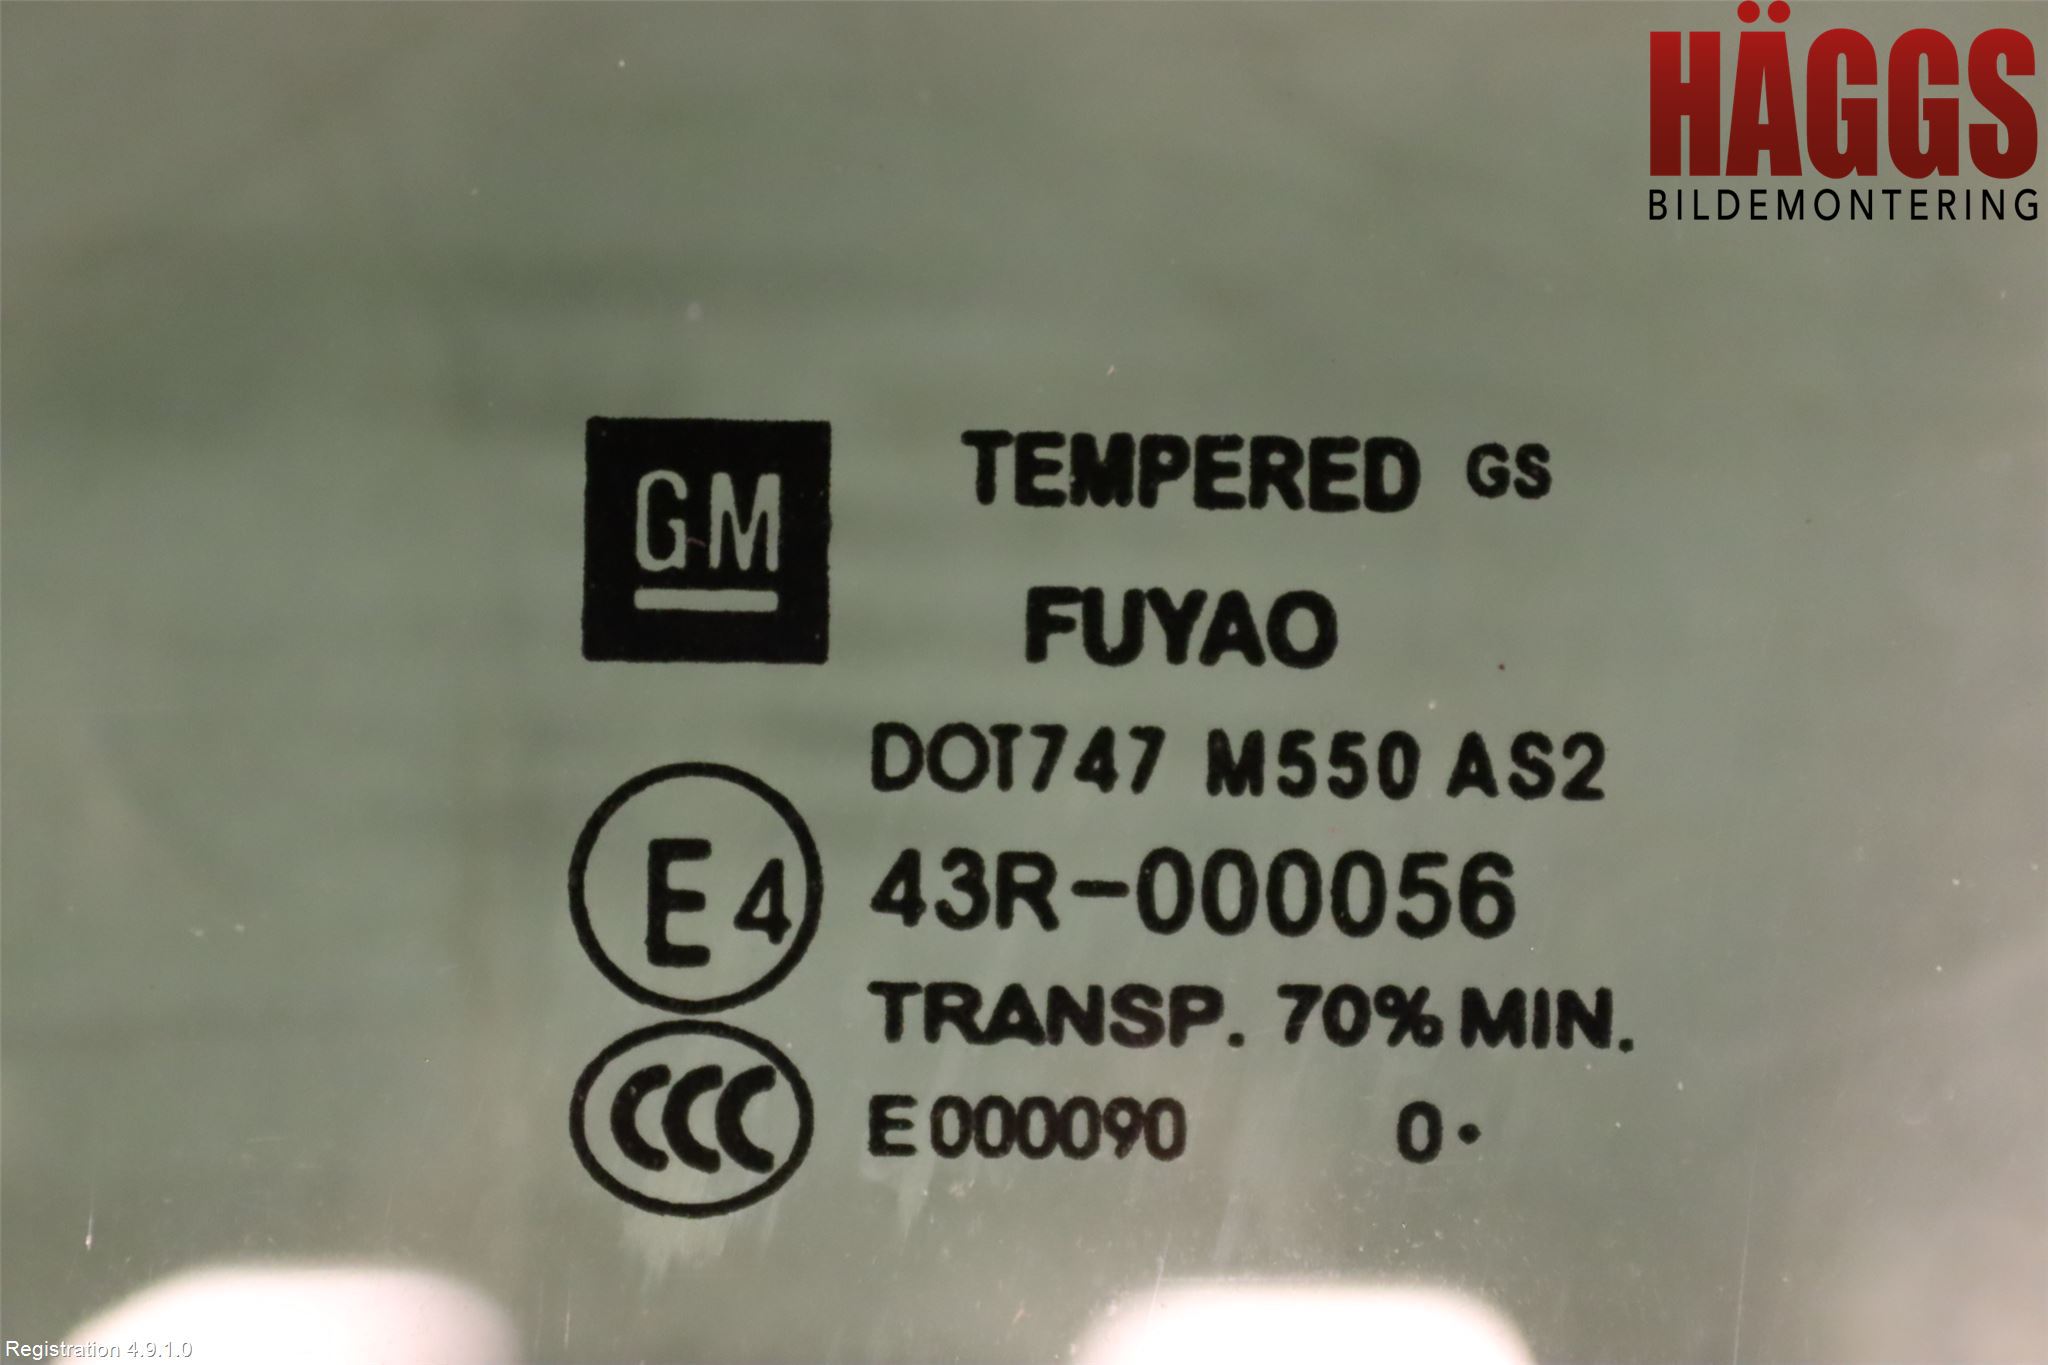 HÄGGS
BILDEMONTERING
GM
TEMPERED GS
FUYAO
DOT747 M550 AS2
E4
43R-000056
TRANSP. 70% MIN.
CCC
E000090 0•
Registration 4.9.1.0